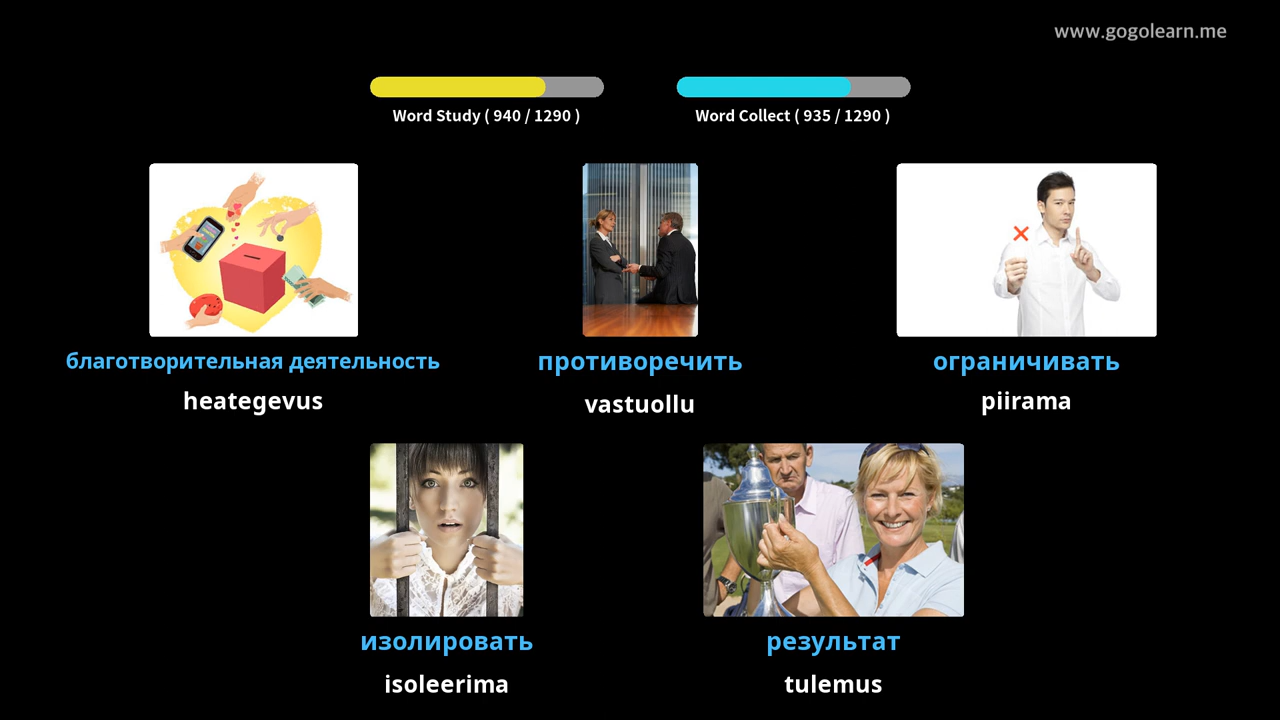 www.gogolearn.me
Word Study ( 940 / 1290 )
Word Collect ( 935 / 1290 )
благотворительная деятельность
противоречить
ограничивать
heategevus
vastuollu
piirama
изолировать
результат
isoleerima
tulemus